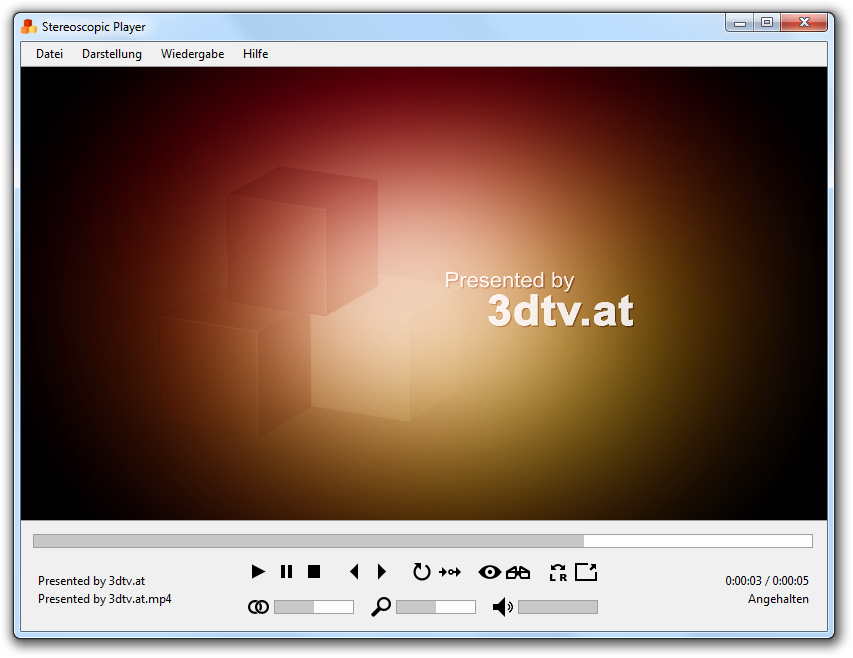 Stereoscopic Player
Datei Darstellung Wiedergabe Hilfe
Presented by
3dtv.at
Presented by 3dtv.at
Presented by 3dtv.at.mp4
L R
0:00:03 / 0:00:05
Angehalten